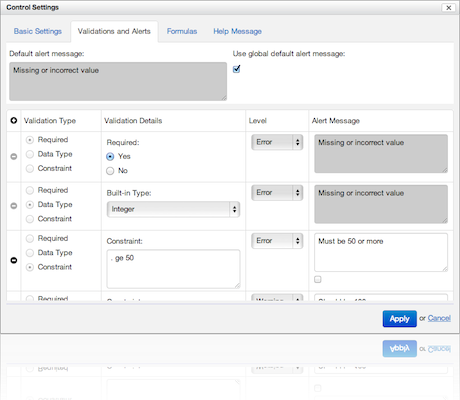 Control Settings
Basic Settings Validations and Alerts Formulas Help Message
Default alert message: Use global default alert message:
Missing or incorrect value
Validation Type Validation Details Level Alert Message
Required
Data Type
Constraint
Required:
Yes
No
Error
Missing or incorrect value
Required
Data Type
Constraint
Built-in Type:
Integer
Error
Missing or incorrect value
Required
Data Type
Constraint
Constraint:
. ge 50
Error
Must be 50 or more
Required
Apply or Cancel